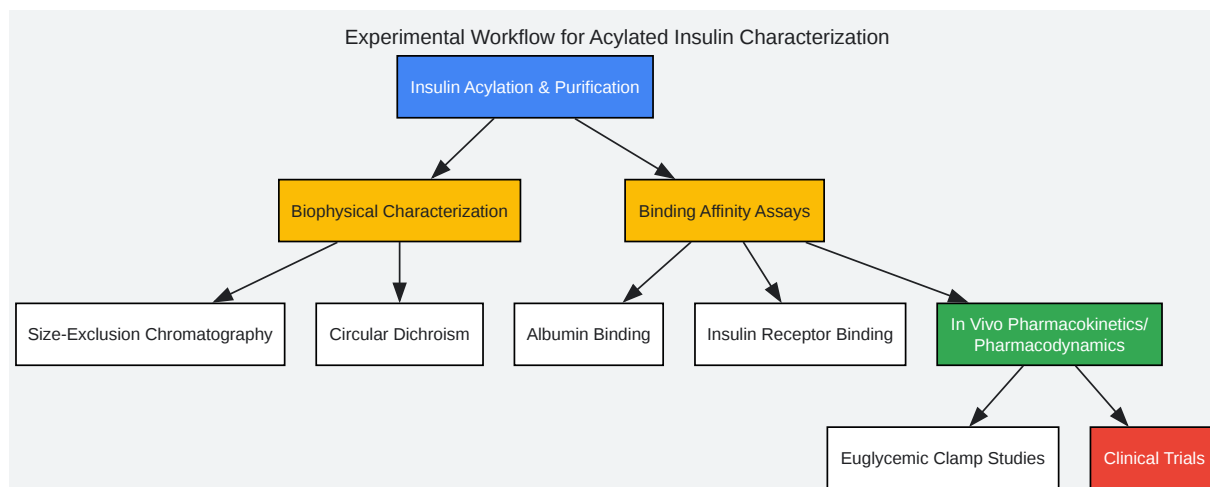 Experimental Workflow for Acylated Insulin Characterization
Insulin Acylation & Purification
Biophysical Characterization
Binding Affinity Assays
Size-Exclusion Chromatography
Circular Dichroism
Albumin Binding
Insulin Receptor Binding
In Vivo Pharmacokinetics/
Pharmacodynamics
Euglycemic Clamp Studies
Clinical Trials